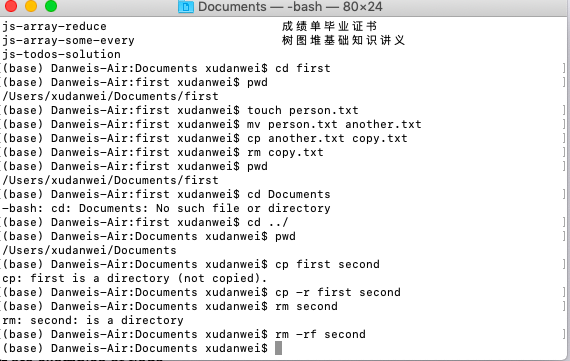 Documents — -bash — 80×24
js-array-reduce 成绩单毕业证书
js-array-some-every 树图堆基础知识讲义
js-todos-solution
[(base) Danweis-Air:Documents xudanwei$ cd first ]
[(base) Danweis-Air:first xudanwei$ pwd ]
/Users/xudanwei/Documents/first
[(base) Danweis-Air:first xudanwei$ touch person.txt ]
[(base) Danweis-Air:first xudanwei$ mv person.txt another.txt ]
[(base) Danweis-Air:first xudanwei$ cp another.txt copy.txt ]
[(base) Danweis-Air:first xudanwei$ rm copy.txt ]
[(base) Danweis-Air:first xudanwei$ pwd ]
/Users/xudanwei/Documents/first
[(base) Danweis-Air:first xudanwei$ cd Documents ]
-bash: cd: Documents: No such file or directory
[(base) Danweis-Air:first xudanwei$ cd ../ ]
[(base) Danweis-Air:Documents xudanwei$ pwd ]
/Users/xudanwei/Documents
[(base) Danweis-Air:Documents xudanwei$ cp first second ]
cp: first is a directory (not copied).
[(base) Danweis-Air:Documents xudanwei$ cp -r first second ]
[(base) Danweis-Air:Documents xudanwei$ rm second ]
rm: second: is a directory
[(base) Danweis-Air:Documents xudanwei$ rm -rf second ]
(base) Danweis-Air:Documents xudanwei$